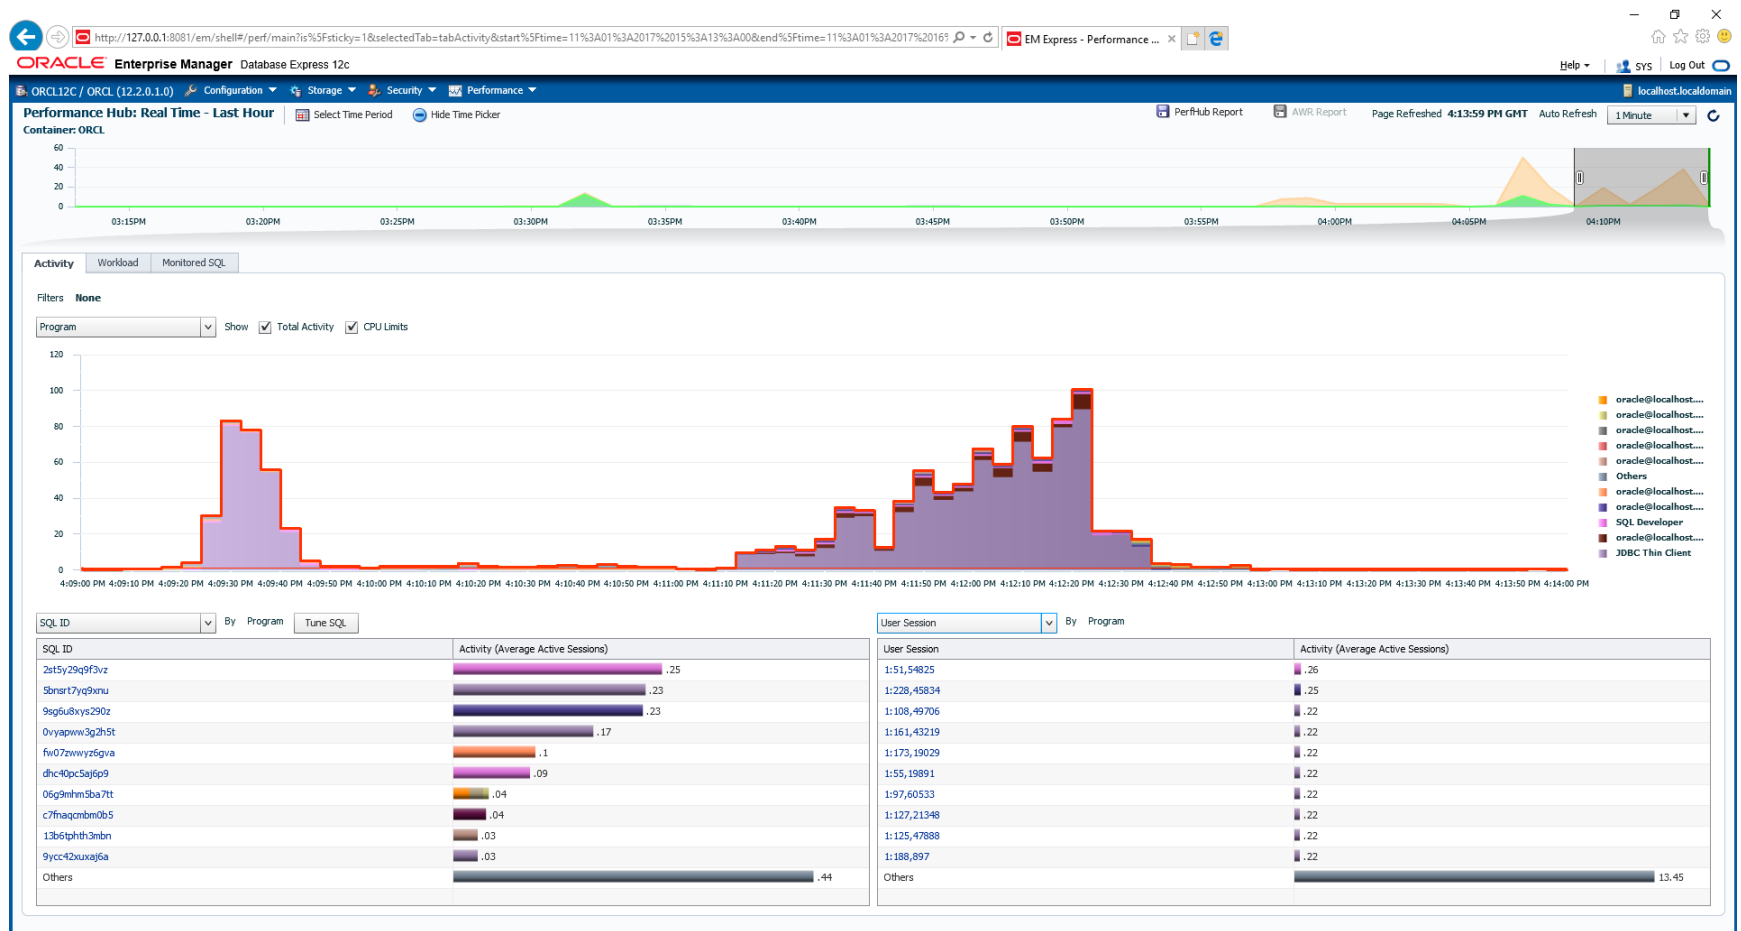 http://127.0.0.1:8081/em/shell#/perf/main?is%5Fsticky=1&selectedTab=tabActivity&start%5Ftime=11%3A01%3A2017%2015%3A13%3A00&end%5Ftime=11%3A01%3A2017%2016% EM Express - Performance ...
ORACLE Enterprise Manager Database Express 12c Help SYS Log Out
ORCL12C / ORCL (12.2.0.1.0) Configuration Storage Security Performance localhost.localdomain
Performance Hub: Real Time - Last Hour Select Time Period Hide Time Picker PerfHub Report AWR Report Page Refreshed 4:13:59 PM GMT Auto Refresh 1 Minute
Container: ORCL
60
40
20
0
03:15PM 03:20PM 03:25PM 03:30PM 03:35PM 03:40PM 03:45PM 03:50PM 03:55PM 04:00PM 04:05PM 04:10PM
Activity Workload Monitored SQL
Filters None
Program Show Total Activity CPU Limits
120
100
80
60
40
20
0
oracle@localhost....
oracle@localhost....
oracle@localhost....
oracle@localhost....
oracle@localhost....
Others
oracle@localhost....
oracle@localhost....
SQL Developer
oracle@localhost....
JDBC Thin Client
4:09:00 PM 4:09:10 PM 4:09:20 PM 4:09:30 PM 4:09:40 PM 4:09:50 PM 4:10:00 PM 4:10:10 PM 4:10:20 PM 4:10:30 PM 4:10:40 PM 4:10:50 PM 4:11:00 PM 4:11:10 PM 4:11:20 PM 4:11:30 PM 4:11:40 PM 4:11:50 PM 4:12:00 PM 4:12:10 PM 4:12:20 PM 4:12:30 PM 4:12:40 PM 4:12:50 PM 4:13:00 PM 4:13:10 PM 4:13:20 PM 4:13:30 PM 4:13:40 PM 4:13:50 PM 4:14:00 PM
SQL ID By Program Tune SQL
SQL ID Activity (Average Active Sessions)
2st5y29q9f3vz .25
5bnsrt7yq9xnu .23
9sg6u8xys290z .23
0vyapww3g2h5t .17
fw07zwwyz6gva .1
dhc40pc5aj6p9 .09
06g9mhm5ba7tt .04
c7fnaqcmbm0b5 .04
13b6tphth3mbn .03
9ycc42xuxaj6a .03
Others .44
User Session By Program
User Session Activity (Average Active Sessions)
1:51,54825 .26
1:228,45834 .25
1:108,49706 .22
1:161,43219 .22
1:173,19029 .22
1:55,19891 .22
1:97,60533 .22
1:127,21348 .22
1:125,47888 .22
1:188,897 .22
Others 13.45